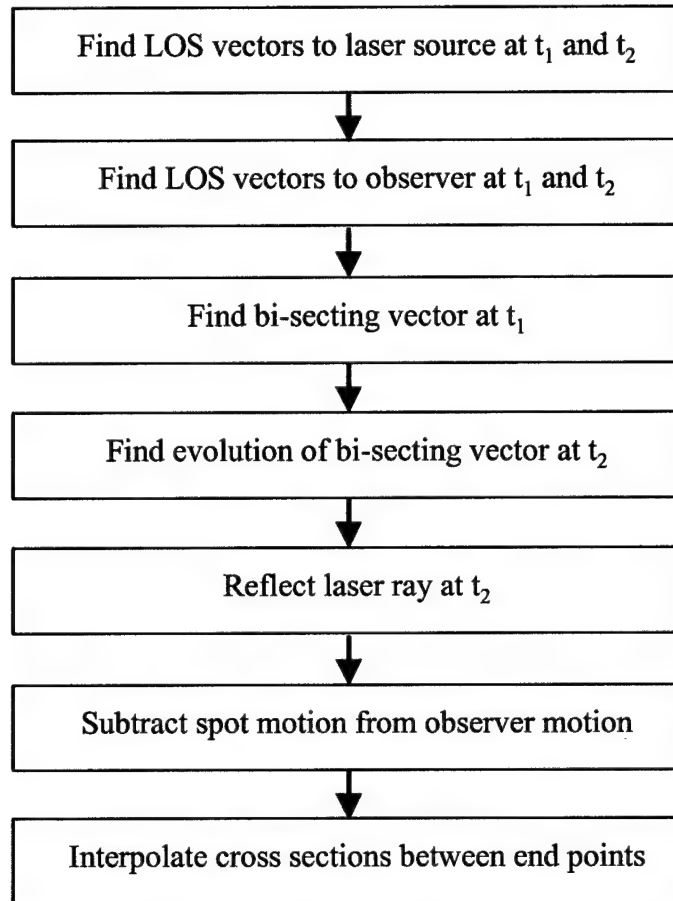 Find LOS vectors to laser source at t₁ and t₂
Find LOS vectors to observer at t₁ and t₂
Find bi-secting vector at t₁
Find evolution of bi-secting vector at t₂
Reflect laser ray at t₂
Subtract spot motion from observer motion
Interpolate cross sections between end points